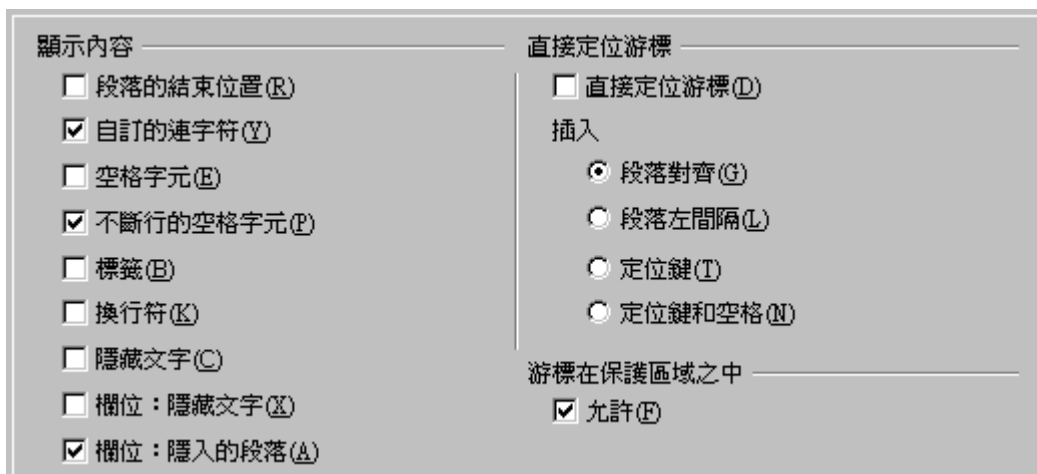 顯示內容
段落的結束位置(R)
自訂的連字符(Y)
空格字元(E)
不斷行的空格字元(P)
標籤(B)
換行符(K)
隱藏文字(C)
欄位：隱藏文字(X)
欄位：隱入的段落(A)
直接定位游標
直接定位游標(D)
插入
段落對齊(G)
段落左間隔(L)
定位鍵(T)
定位鍵和空格(N)
游標在保護區域之中
允許(F)